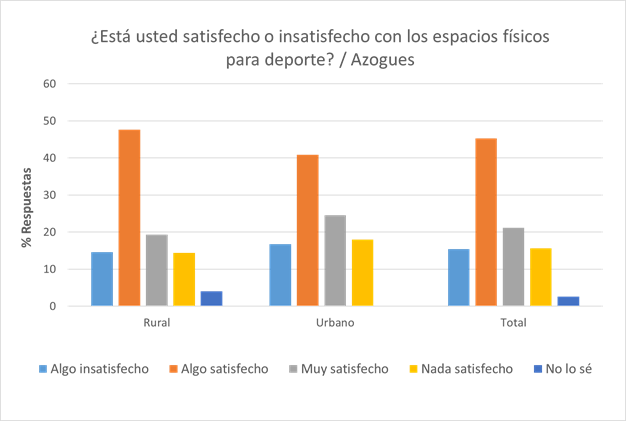 ¿Está usted satisfecho o insatisfecho con los espacios físicos
para deporte? / Azogues
60
50
40
30
20
10
0
% Respuestas
Rural Urbano Total
Algo insatisfecho Algo satisfecho Muy satisfecho Nada satisfecho No lo sé